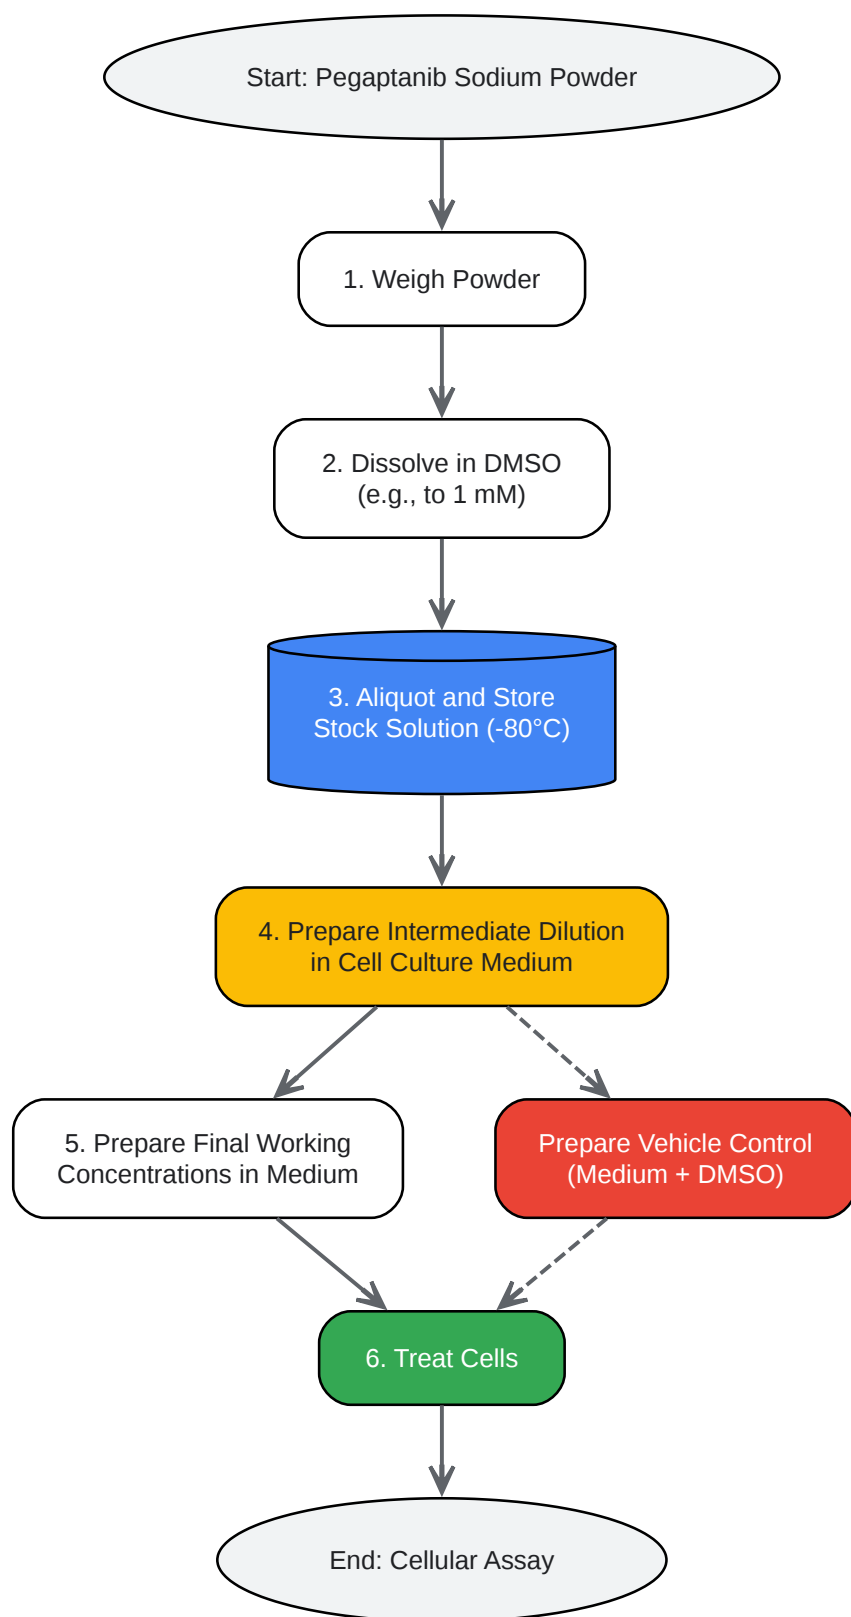 Start: Pegaptanib Sodium Powder
1. Weigh Powder
2. Dissolve in DMSO
(e.g., to 1 mM)
3. Aliquot and Store
Stock Solution (-80°C)
4. Prepare Intermediate Dilution
in Cell Culture Medium
5. Prepare Final Working
Concentrations in Medium
Prepare Vehicle Control
(Medium + DMSO)
6. Treat Cells
End: Cellular Assay